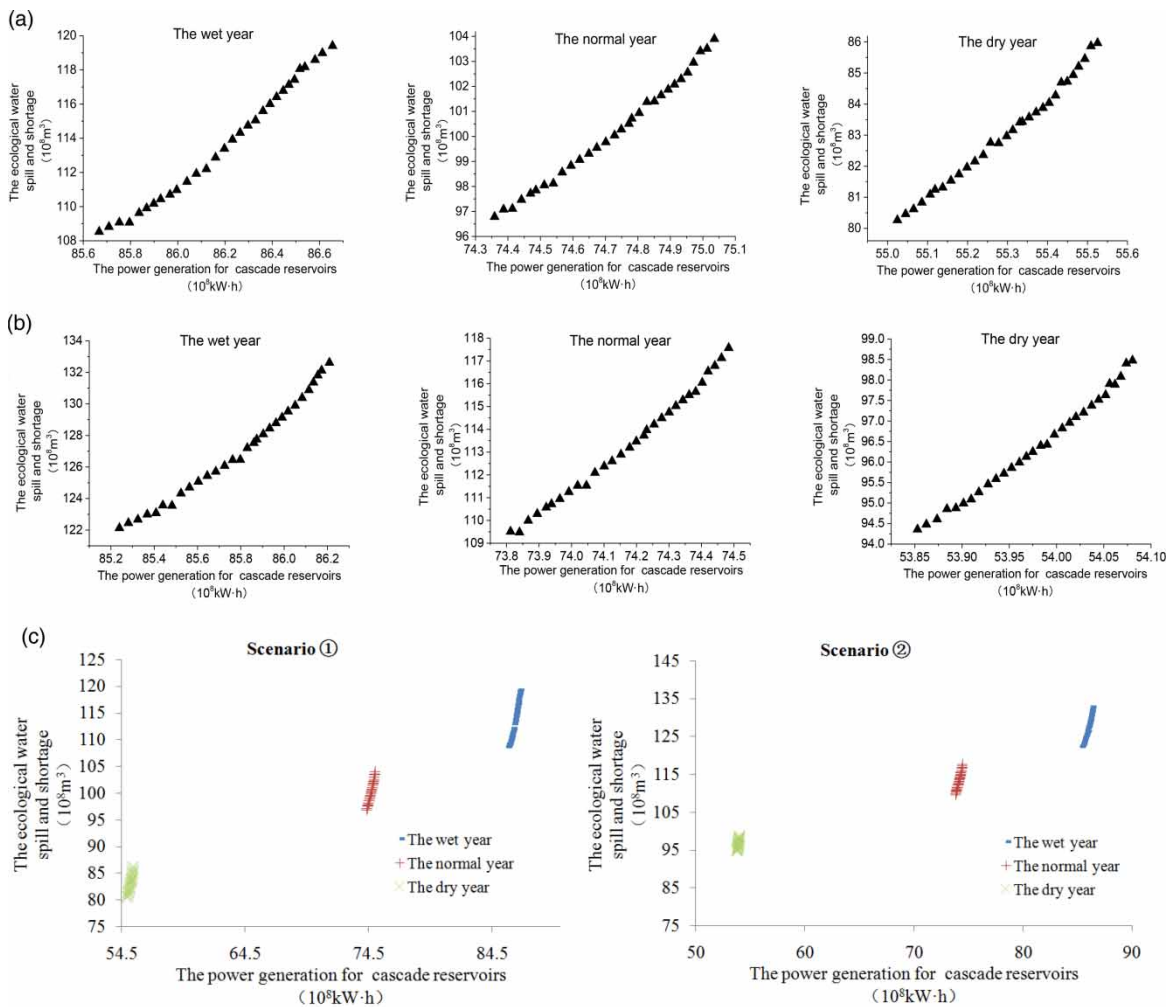 (a)
The wet year
The ecological water
spill and shortage
(10⁸m³)
120
118
116
114
112
110
108
85.6 85.8 86.0 86.2 86.4 86.6
The power generation for cascade reservoirs
(10⁸kW·h)
The normal year
The ecological water
spill and shortage
(10⁸m³)
104
103
102
101
100
99
98
97
96
74.3 74.4 74.5 74.6 74.7 74.8 74.9 75.0 75.1
The power generation for cascade reservoirs
(10⁸kW·h)
The dry year
The ecological water
spill and shortage
(10⁸m³)
86
85
84
83
82
81
80
55.0 55.1 55.2 55.3 55.4 55.5 55.6
The power generation for cascade reservoirs
(10⁸kW·h)
(b)
The wet year
The ecological water
spill and shortage
(10⁸m³)
134
132
130
128
126
124
122
85.2 85.4 85.6 85.8 86.0 86.2
The power generation for cascade reservoirs
(10⁸kW·h)
The normal year
The ecological water
spill and shortage
(10⁸m³)
118
117
116
115
114
113
112
111
110
109
73.8 73.9 74.0 74.1 74.2 74.3 74.4 74.5
The power generation for cascade reservoirs
(10⁸kW·h)
The dry year
The ecological water
spill and shortage
(10⁸m³)
99.0
98.5
98.0
97.5
97.0
96.5
96.0
95.5
95.0
94.5
94.0
53.85 53.90 53.95 54.00 54.05 54.10
The power generation for cascade reservoirs
(10⁸kW·h)
(c)
Scenario ①
The ecological water
spill and shortage
(10⁸m³)
125
120
115
110
105
100
95
90
85
80
75
The wet year
The normal year
The dry year
54.5 64.5 74.5 84.5
The power generation for cascade reservoirs
(10⁸kW·h)
Scenario ②
The ecological water
spill and shortage
(10⁸m³)
145
135
125
115
105
95
85
75
The wet year
The normal year
The dry year
50 60 70 80 90
The power generation for cascade reservoirs
(10⁸kW·h)